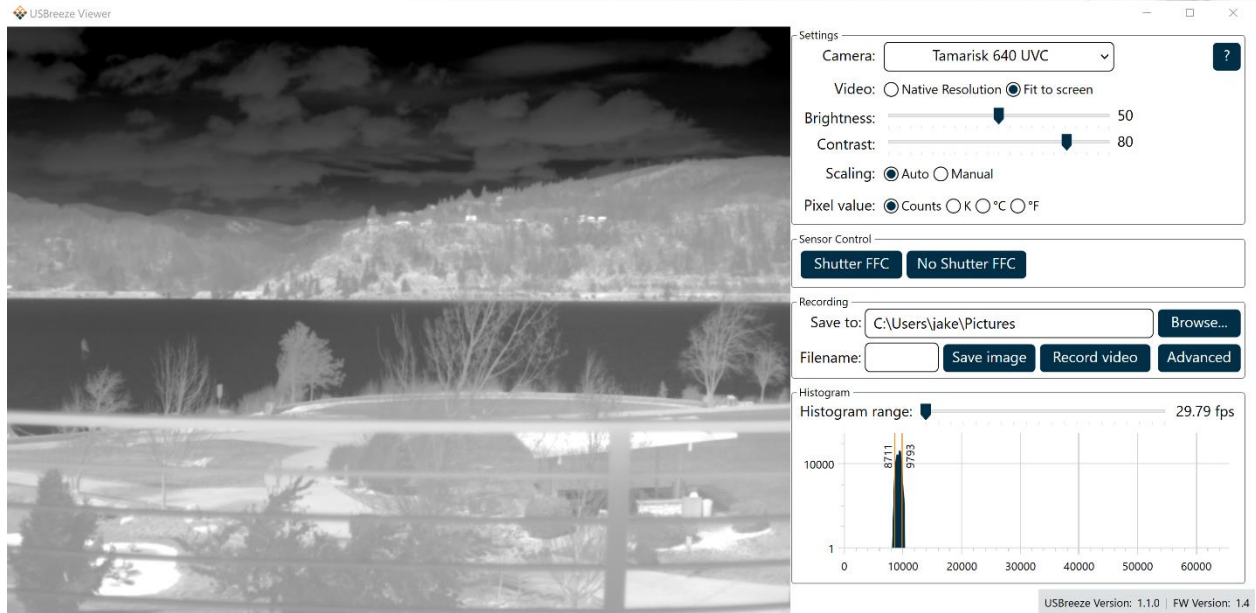 USBreeze Viewer
Settings
Camera: Tamarisk 640 UVC ?
Video: Native Resolution Fit to screen
Brightness: 50
Contrast: 80
Scaling: Auto Manual
Pixel value: Counts K °C °F
Sensor Control
Shutter FFC No Shutter FFC
Recording
Save to: C:\Users\jake\Pictures Browse...
Filename: Save image Record video Advanced
Histogram
Histogram range: 29.79 fps
8711 9793
10000
1
0 10000 20000 30000 40000 50000 60000
USBreeze Version: 1.1.0 | FW Version: 1.4